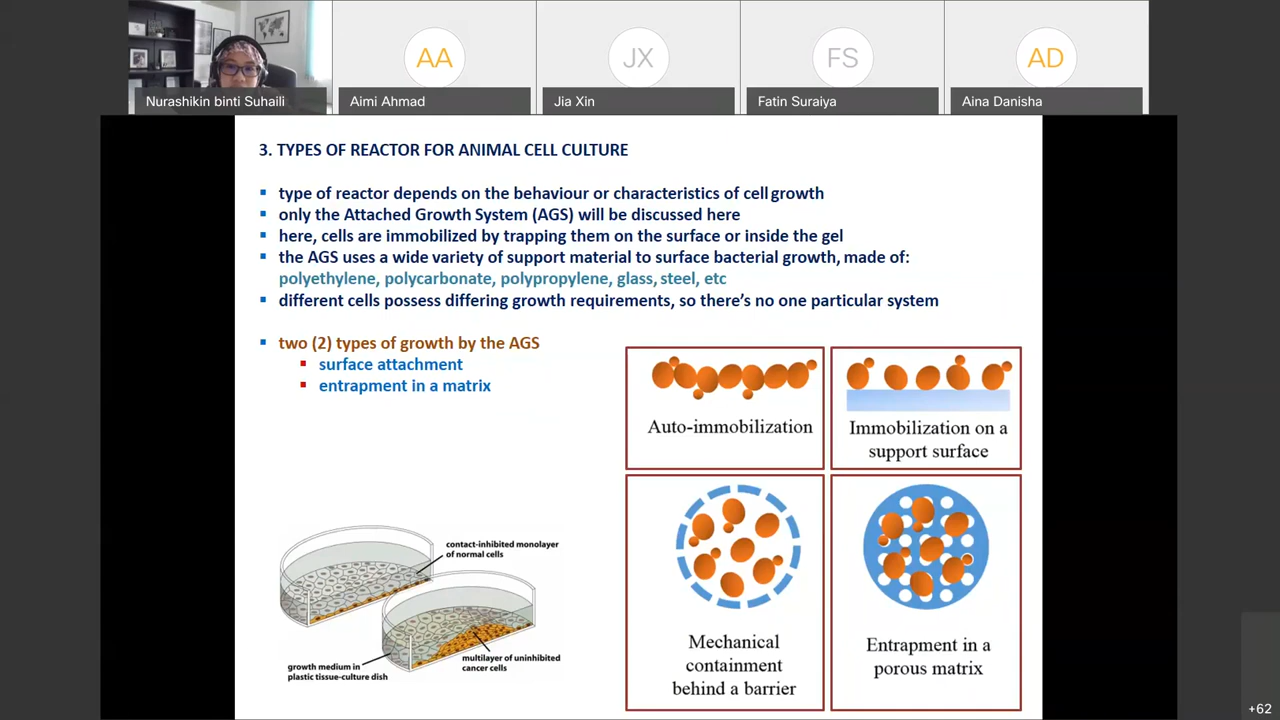 AA
JX
FS
AD
Nurashikin binti Suhaili
Aimi Ahmad
Jia Xin
Fatin Suraiya
Aina Danisha
3. TYPES OF REACTOR FOR ANIMAL CELL CULTURE
type of reactor depends on the behaviour or characteristics of cell growth
only the Attached Growth System (AGS) will be discussed here
here, cells are immobilized by trapping them on the surface or inside the gel
the AGS uses a wide variety of support material to surface bacterial growth, made of:
polyethylene, polycarbonate, polypropylene, glass, steel, etc
different cells possess differing growth requirements, so there's no one particular system
two (2) types of growth by the AGS
surface attachment
entrapment in a matrix
Auto-immobilization
Immobilization on a
support surface
contact-inhibited monolayer
of normal cells
growth medium in
plastic tissue-culture dish
multilayer of uninhibited
cancer cells
Mechanical
containment
behind a barrier
Entrapment in a
porous matrix
+62